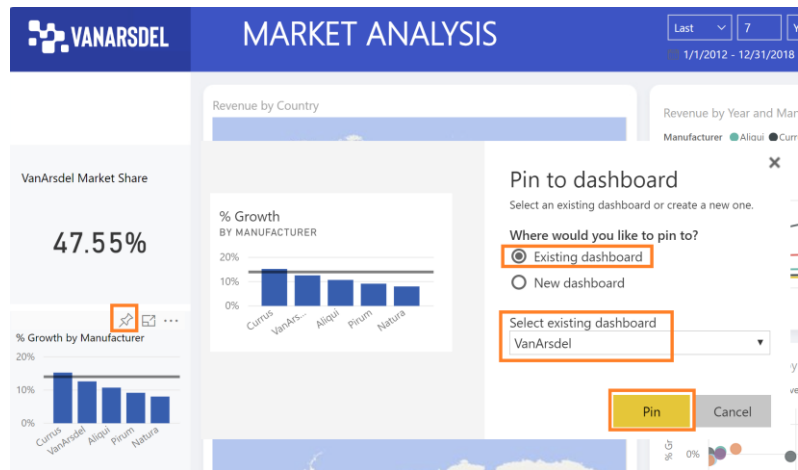 VANARSDEL
MARKET ANALYSIS
Last
7
1/1/2012 - 12/31/2018
Revenue by Country
Revenue by Year and
Manufacturer Aliqui
VanArsdel Market Share
47.55%
% Growth by Manufacturer
20%
10%
0%
Currus
VanArsdel
Aliqui
Pirum
Natura
% Growth
BY MANUFACTURER
20%
10%
0%
Currus
VanArs...
Aliqui
Pirum
Natura
Pin to dashboard
Select an existing dashboard or create a new one.
Where would you like to pin to?
Existing dashboard
New dashboard
Select existing dashboard
VanArsdel
Pin
Cancel
% Gr
0%